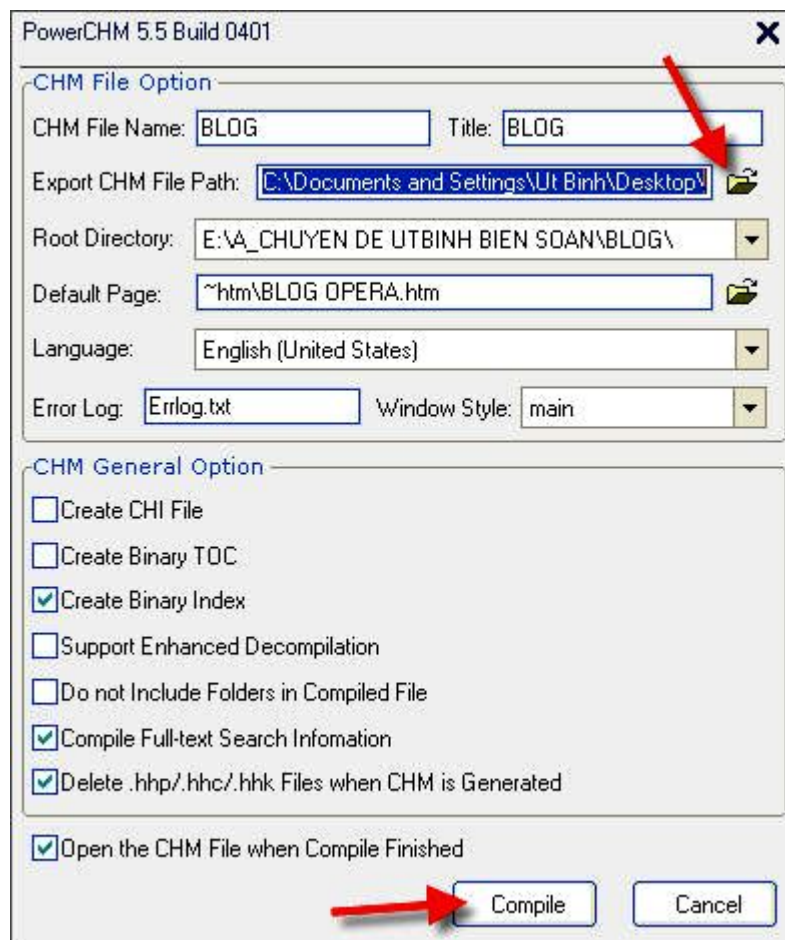 PowerCHM 5.5 Build 0401
CHM File Option
CHM File Name: BLOG Title: BLOG
Export CHM File Path: C:\Documents and Settings\Ut Binh\Desktop\
Root Directory: E:\A_CHUYEN DE UTBINH BIEN SOAN\BLOG\
Default Page: ~htm\BLOG OPERA.htm
Language: English (United States)
Error Log: Errlog.txt Window Style: main
CHM General Option
Create CHI File
Create Binary TOC
Create Binary Index
Support Enhanced Decompilation
Do not Include Folders in Compiled File
Compile Full-text Search Infomation
Delete .hhp/.hhc/.hhk Files when CHM is Generated
Open the CHM File when Compile Finished
Compile Cancel